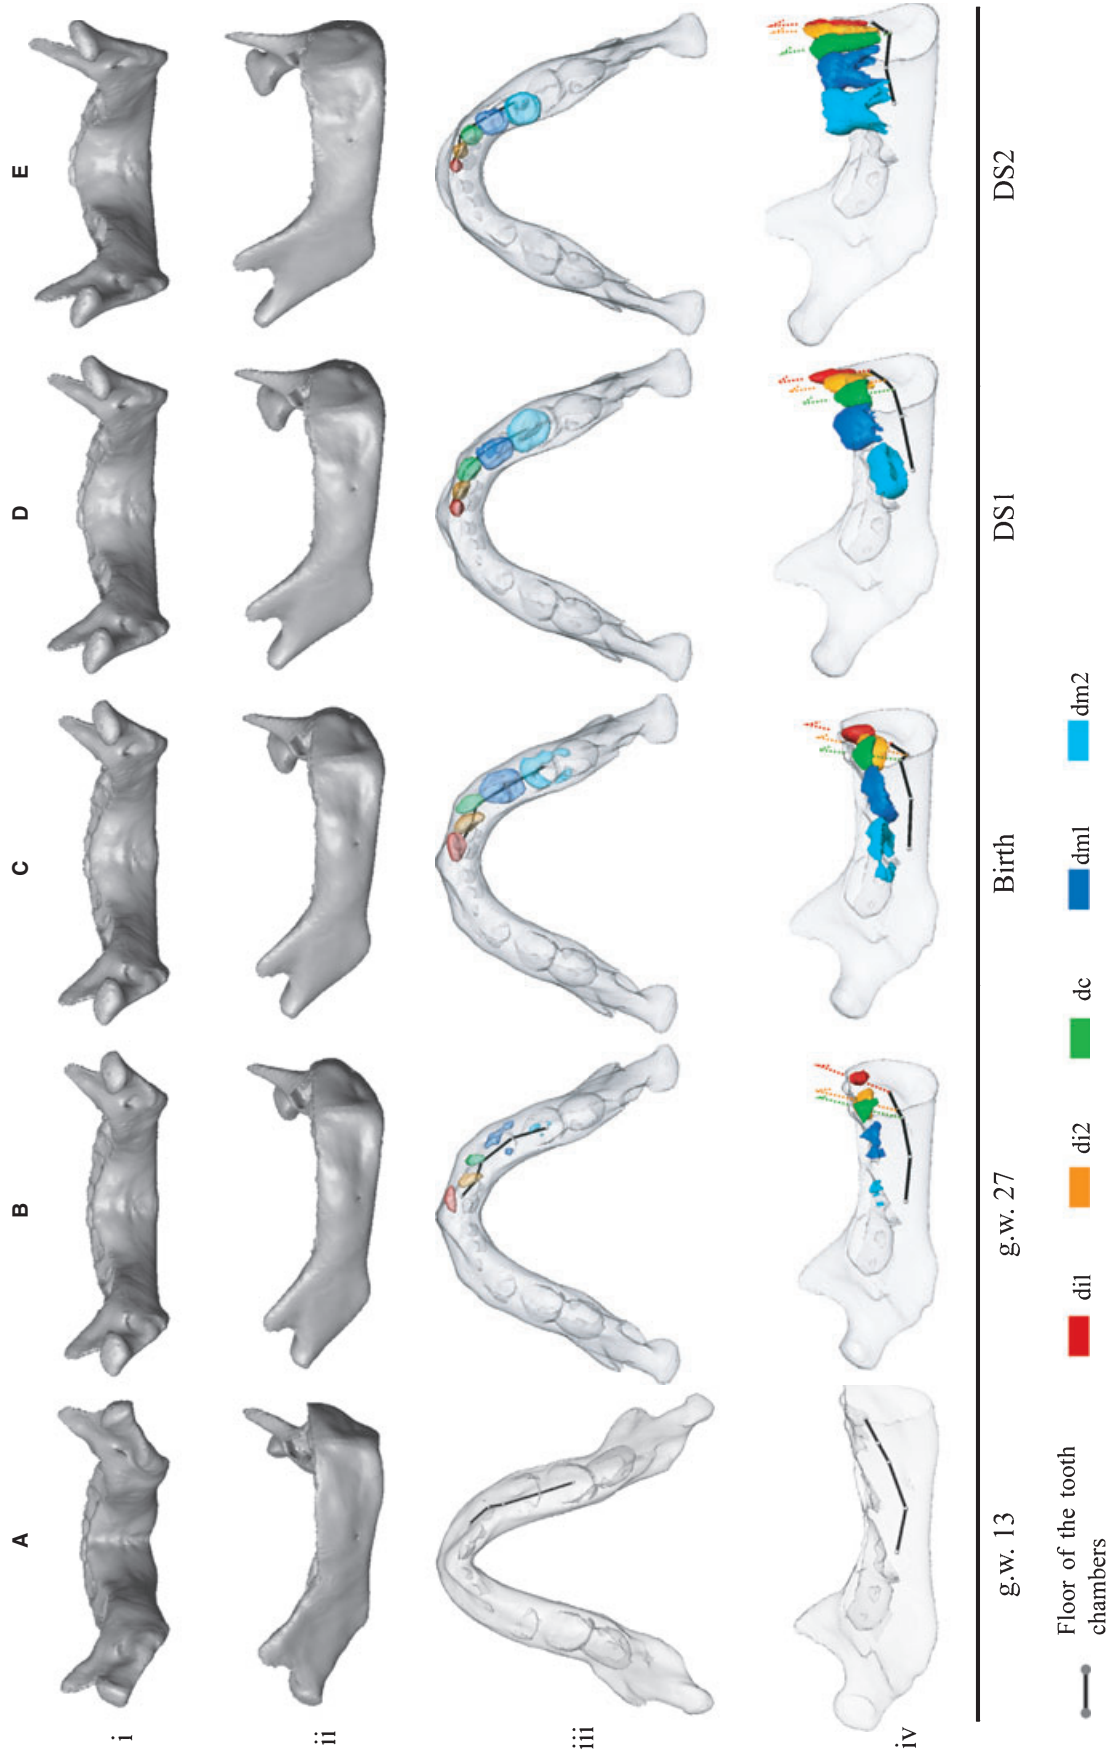 A B C D E
i
ii
iii
iv
g.w. 13 g.w. 27 Birth DS1 DS2
Floor of the tooth di1 di2 dc dm1 dm2
chambers